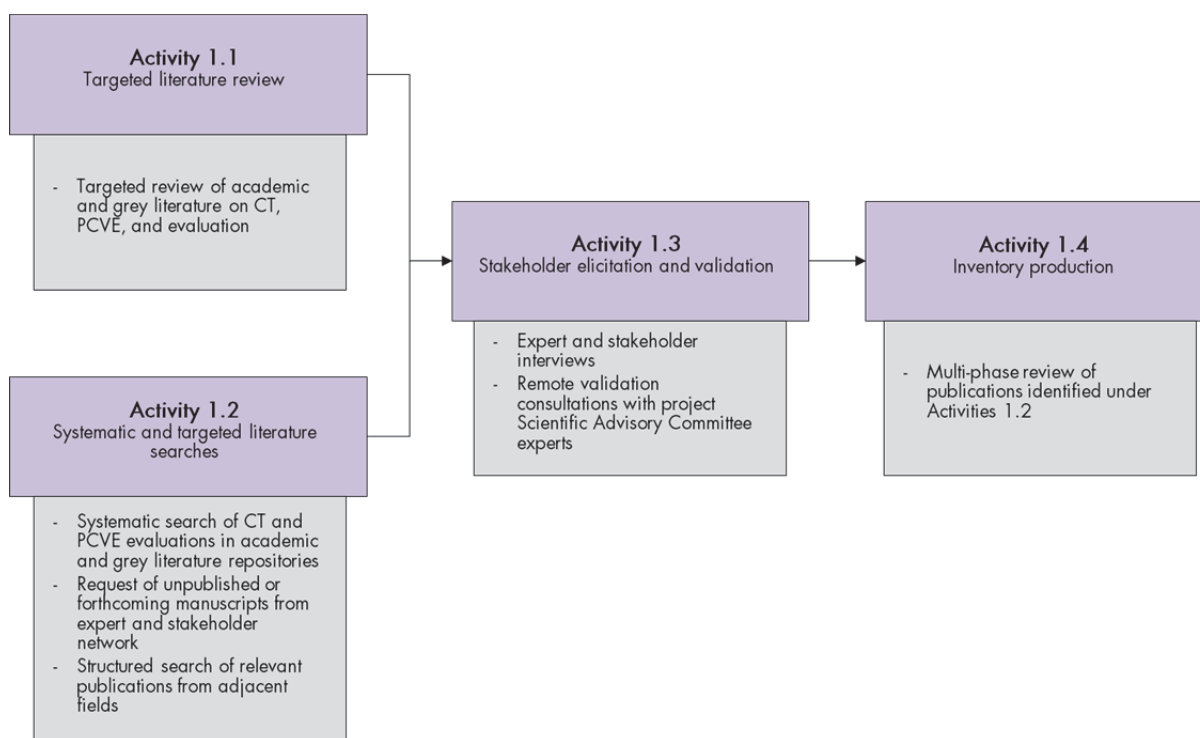 Activity 1.1
Targeted literature review
- Targeted review of academic
and grey literature on CT,
PCVE, and evaluation
Activity 1.2
Systematic and targeted literature
searches
- Systematic search of CT and
PCVE evaluations in academic
and grey literature repositories
- Request of unpublished or
forthcoming manuscripts from
expert and stakeholder
network
- Structured search of relevant
publications from adjacent
fields
Activity 1.3
Stakeholder elicitation and validation
- Expert and stakeholder
interviews
- Remote validation
consultations with project
Scientific Advisory Committee
experts
Activity 1.4
Inventory production
- Multi-phase review of
publications identified under
Activities 1.2